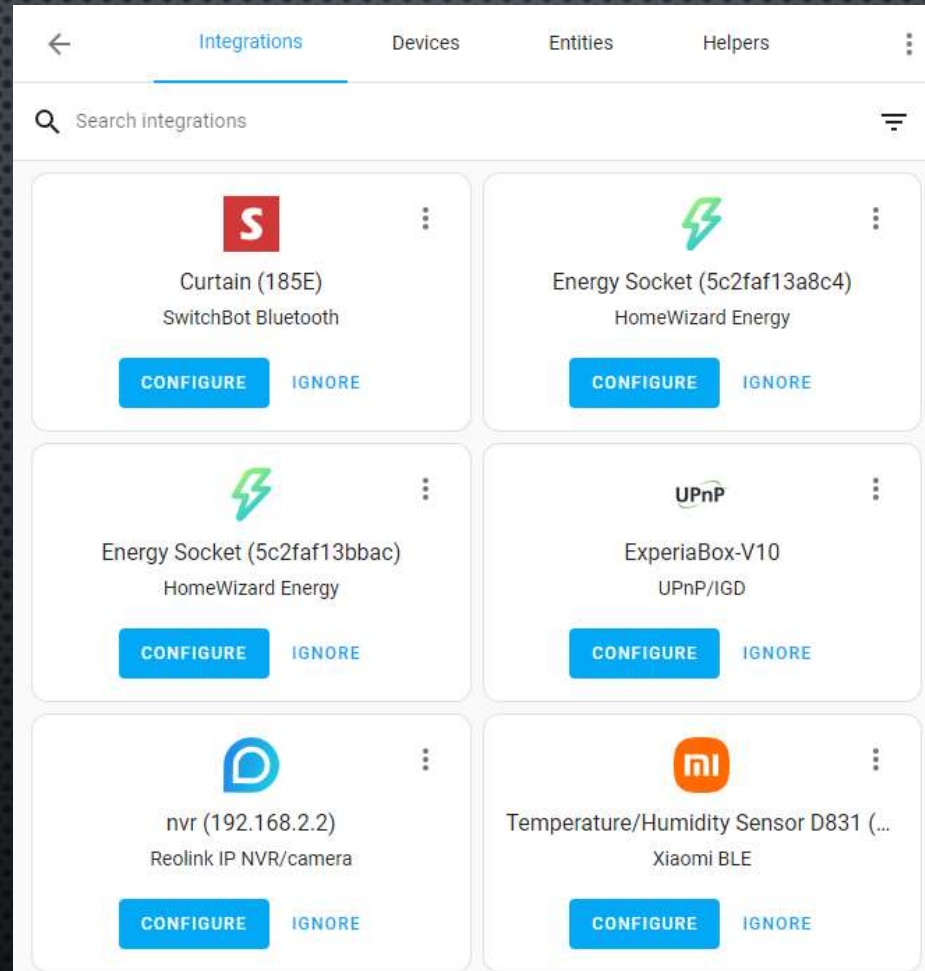 Integrations Devices Entities Helpers
Search integrations
S
Curtain (185E)
SwitchBot Bluetooth
CONFIGURE IGNORE
Energy Socket (5c2faf13a8c4)
HomeWizard Energy
CONFIGURE IGNORE
Energy Socket (5c2faf13bbac)
HomeWizard Energy
CONFIGURE IGNORE
UPnP
ExperiaBox-V10
UPnP/IGD
CONFIGURE IGNORE
nvr (192.168.2.2)
Reolink IP NVR/camera
CONFIGURE IGNORE
mi
Temperature/Humidity Sensor D831 (...
Xiaomi BLE
CONFIGURE IGNORE